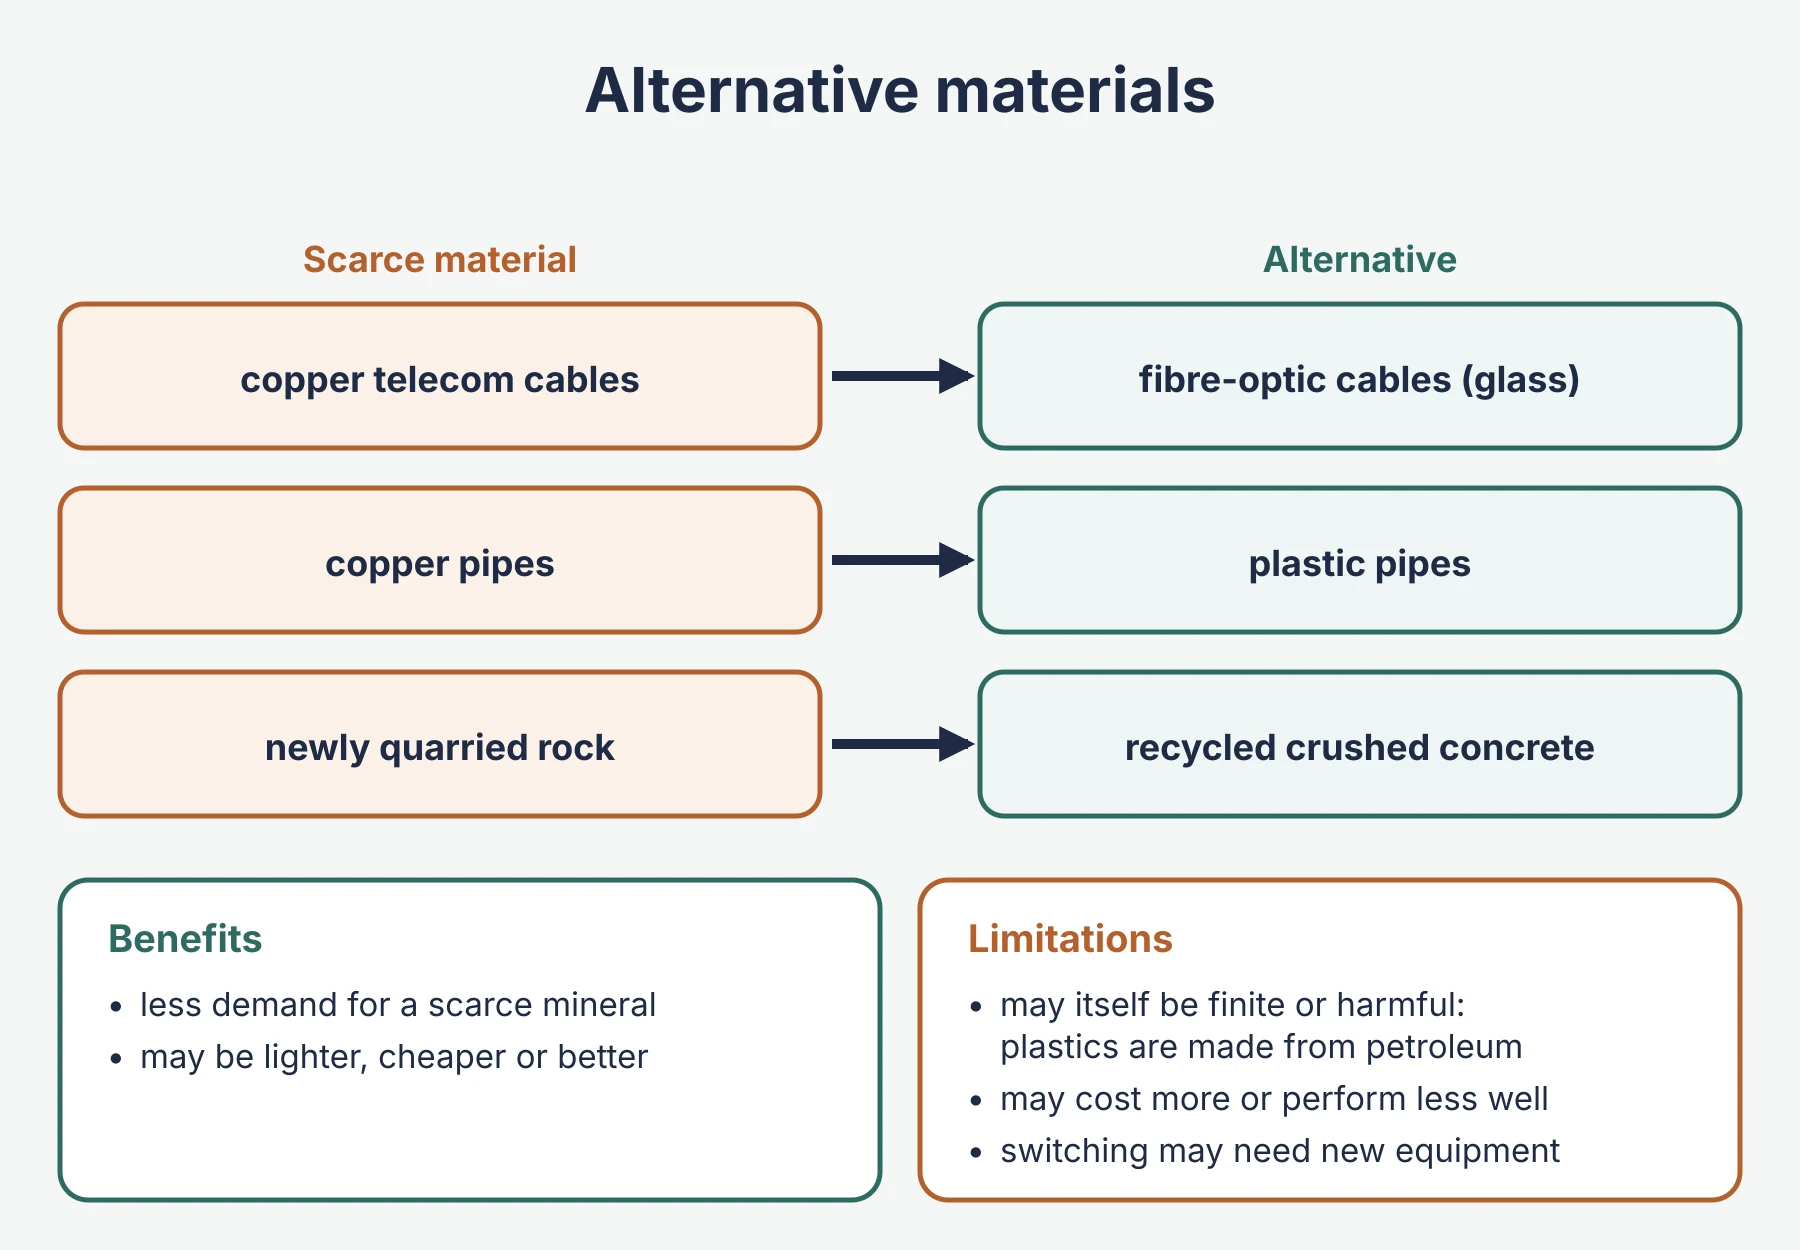 Alternative materials
Scarce material
Alternative
copper telecom cables
fibre-optic cables (glass)
copper pipes
plastic pipes
newly quarried rock
recycled crushed concrete
Benefits
• less demand for a scarce mineral
• may be lighter, cheaper or better
Limitations
• may itself be finite or harmful:
plastics are made from petroleum
• may cost more or perform less well
• switching may need new equipment